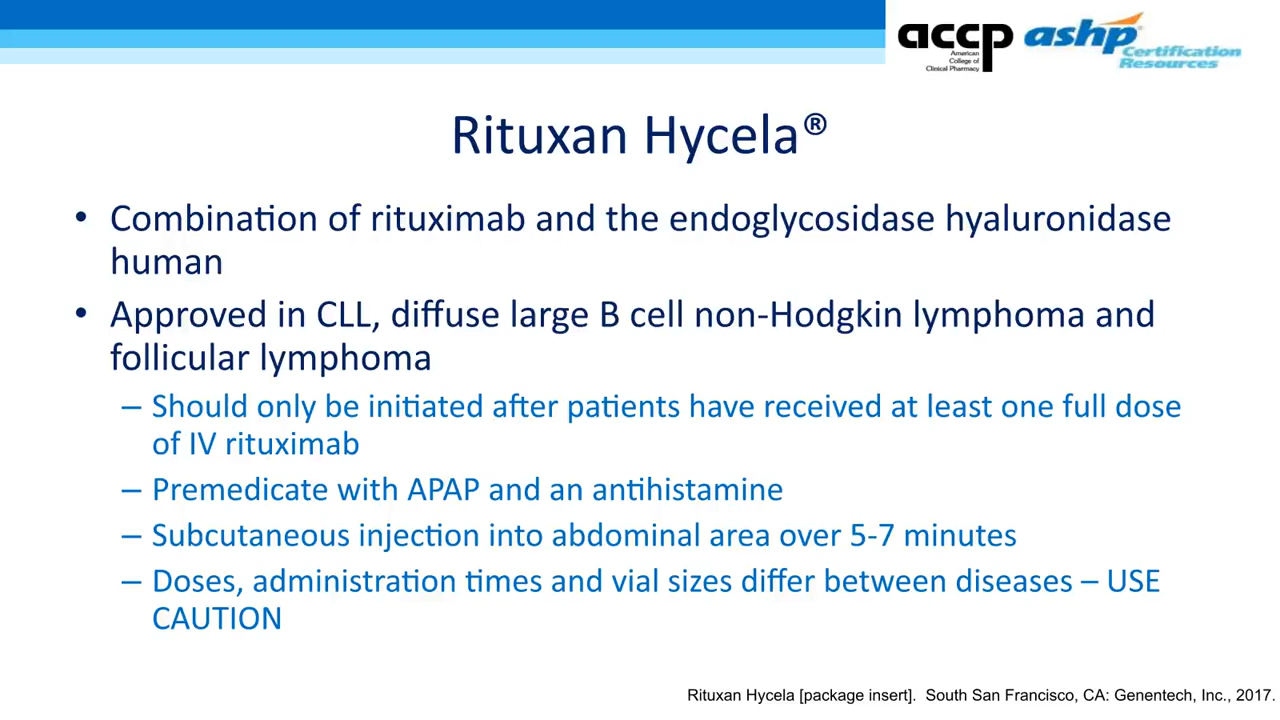 accp
American
College of
Clinical Pharmacy
ashp®
Certification
Resources
Rituxan Hycela®
• Combination of rituximab and the endoglycosidase hyaluronidase
human
• Approved in CLL, diffuse large B cell non-Hodgkin lymphoma and
follicular lymphoma
– Should only be initiated after patients have received at least one full dose
of IV rituximab
– Premedicate with APAP and an antihistamine
– Subcutaneous injection into abdominal area over 5-7 minutes
– Doses, administration times and vial sizes differ between diseases – USE
CAUTION
Rituxan Hycela [package insert]. South San Francisco, CA: Genentech, Inc., 2017.